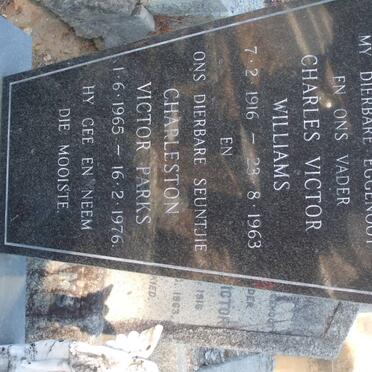 MY DIERBARE EGGENOOT
EN ONS VADER
CHARLES VICTOR
WILLIAMS
7·2·1916 — 23·8·1963
EN
ONS DIERBARE SEUNTJIE
CHARLESTON
VICTOR PARKS
1·6·1965 — 16·2·1976.
HY GEE EN NEEM
DIE MOOISTE